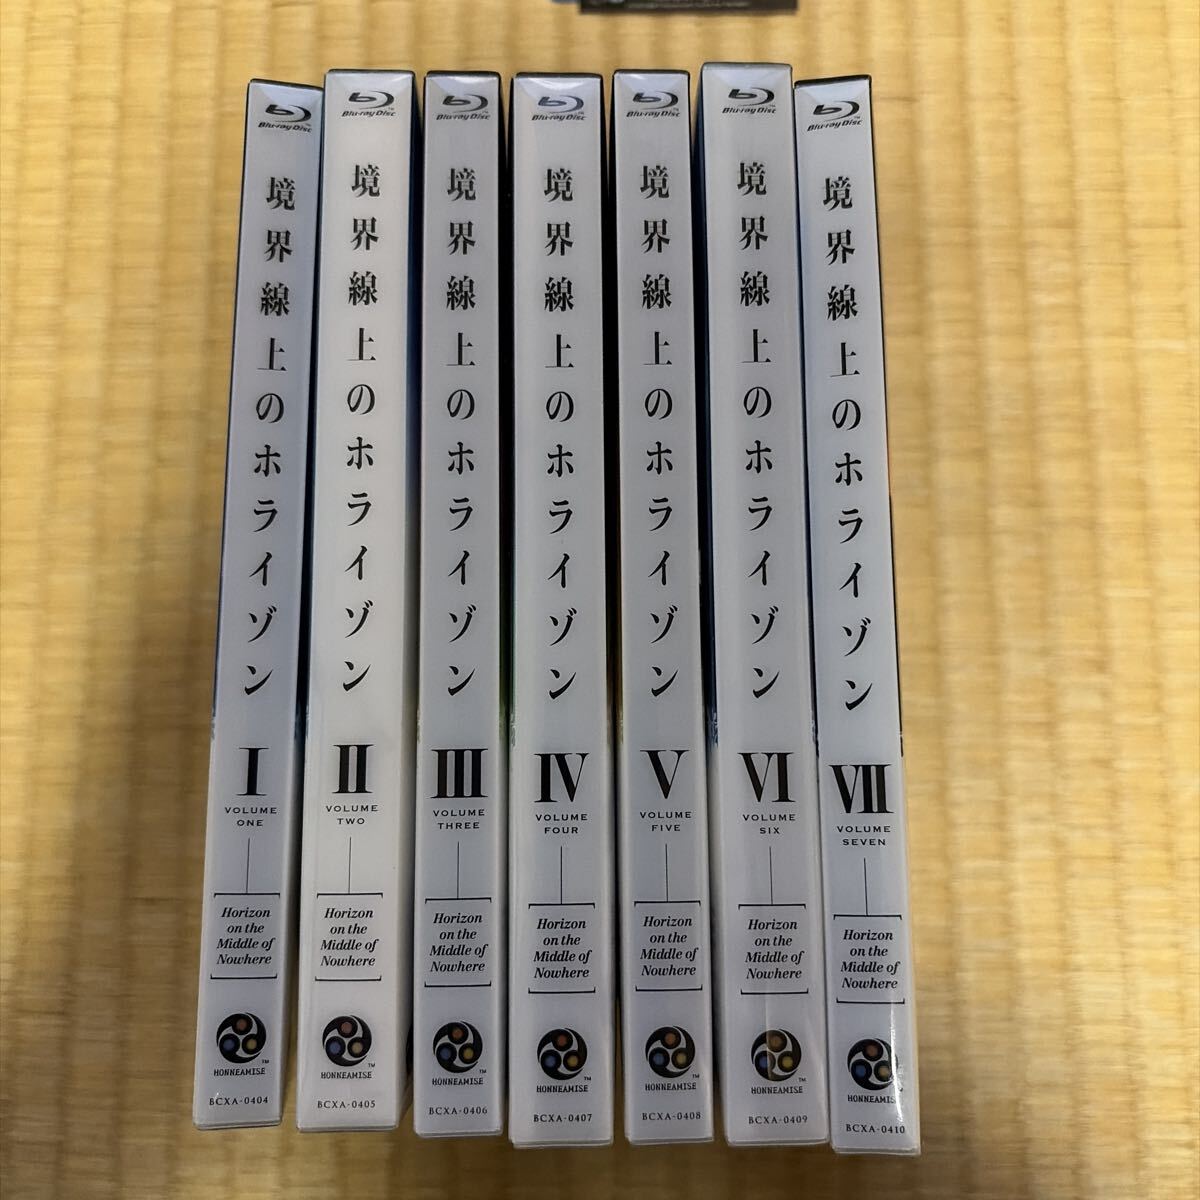 Blu-ray Disc
境界線上のホライゾン
I
VOLUME
ONE
Horizon
on the
Middle of
Nowhere
HONNEAMISE
BCXA-0404
Blu-ray Disc
境界線上のホライゾン
II
VOLUME
TWO
Horizon
on the
Middle of
Nowhere
HONNEAMISE
BCXA-0405
Blu-ray Disc
境界線上のホライゾン
III
VOLUME
THREE
Horizon
on the
Middle of
Nowhere
HONNEAMISE
BCXA-0406
Blu-ray Disc
境界線上のホライゾン
IV
VOLUME
FOUR
Horizon
on the
Middle of
Nowhere
HONNEAMISE
BCXA-0407
Blu-ray Disc
境界線上のホライゾン
V
VOLUME
FIVE
Horizon
on the
Middle of
Nowhere
HONNEAMISE
BCXA-0408
Blu-ray Disc
境界線上のホライゾン
VI
VOLUME
SIX
Horizon
on the
Middle of
Nowhere
HONNEAMISE
BCXA-0409
Blu-ray Disc
境界線上のホライゾン
VII
VOLUME
SEVEN
Horizon
on the
Middle of
Nowhere
HONNEAMISE
BCXA-0410